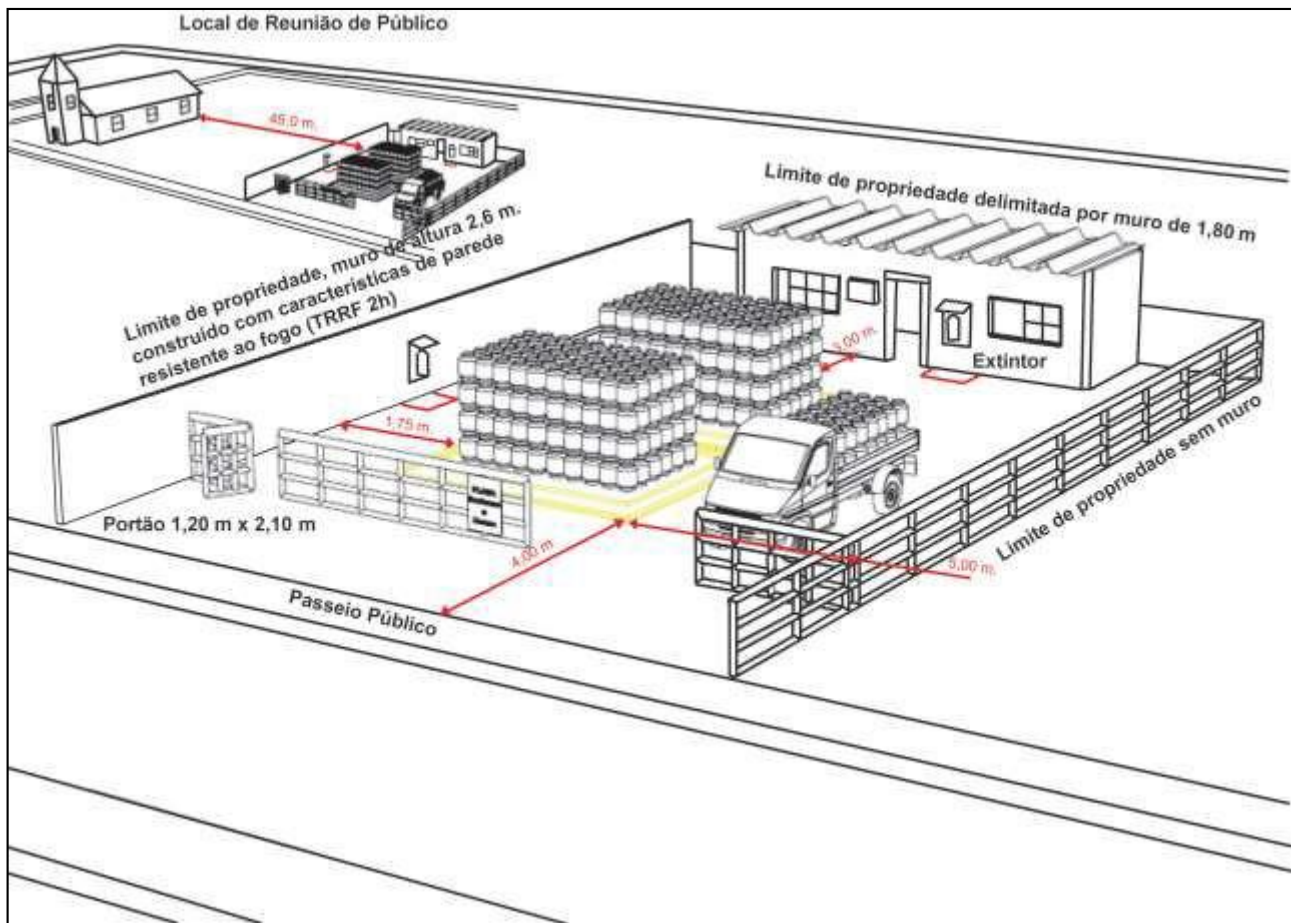 Local de Reunião de Público
45,0 m.
Limite de propriedade delimitada por muro de 1,80 m
Limite de propriedade, muro de altura 2,6 m.
construído com características de parede
resistente ao fogo (TRRF 2h)
3,00 m.
Extintor
1,75 m.
Limite de propriedade sem muro
Portão 1,20 m x 2,10 m
4,00 m
5,00 m.
Passeio Público